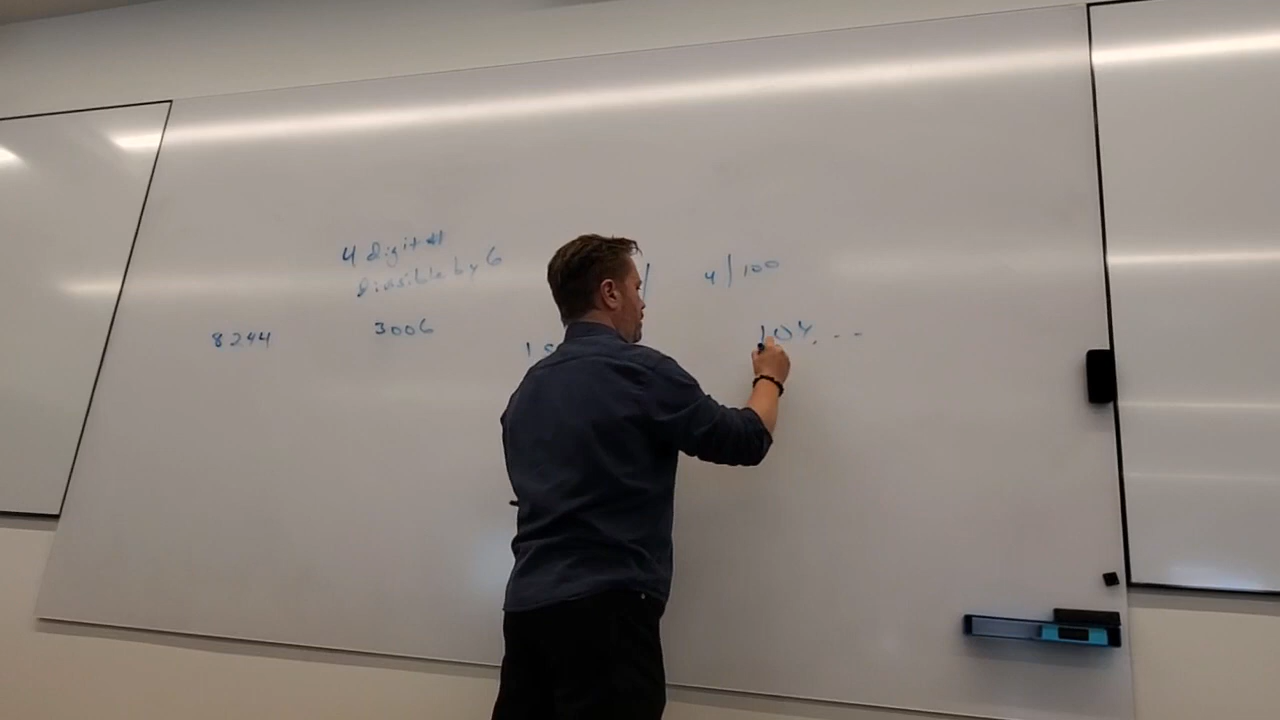 4 digit #
Divisible by 6
4/100
8244
3006
104, --